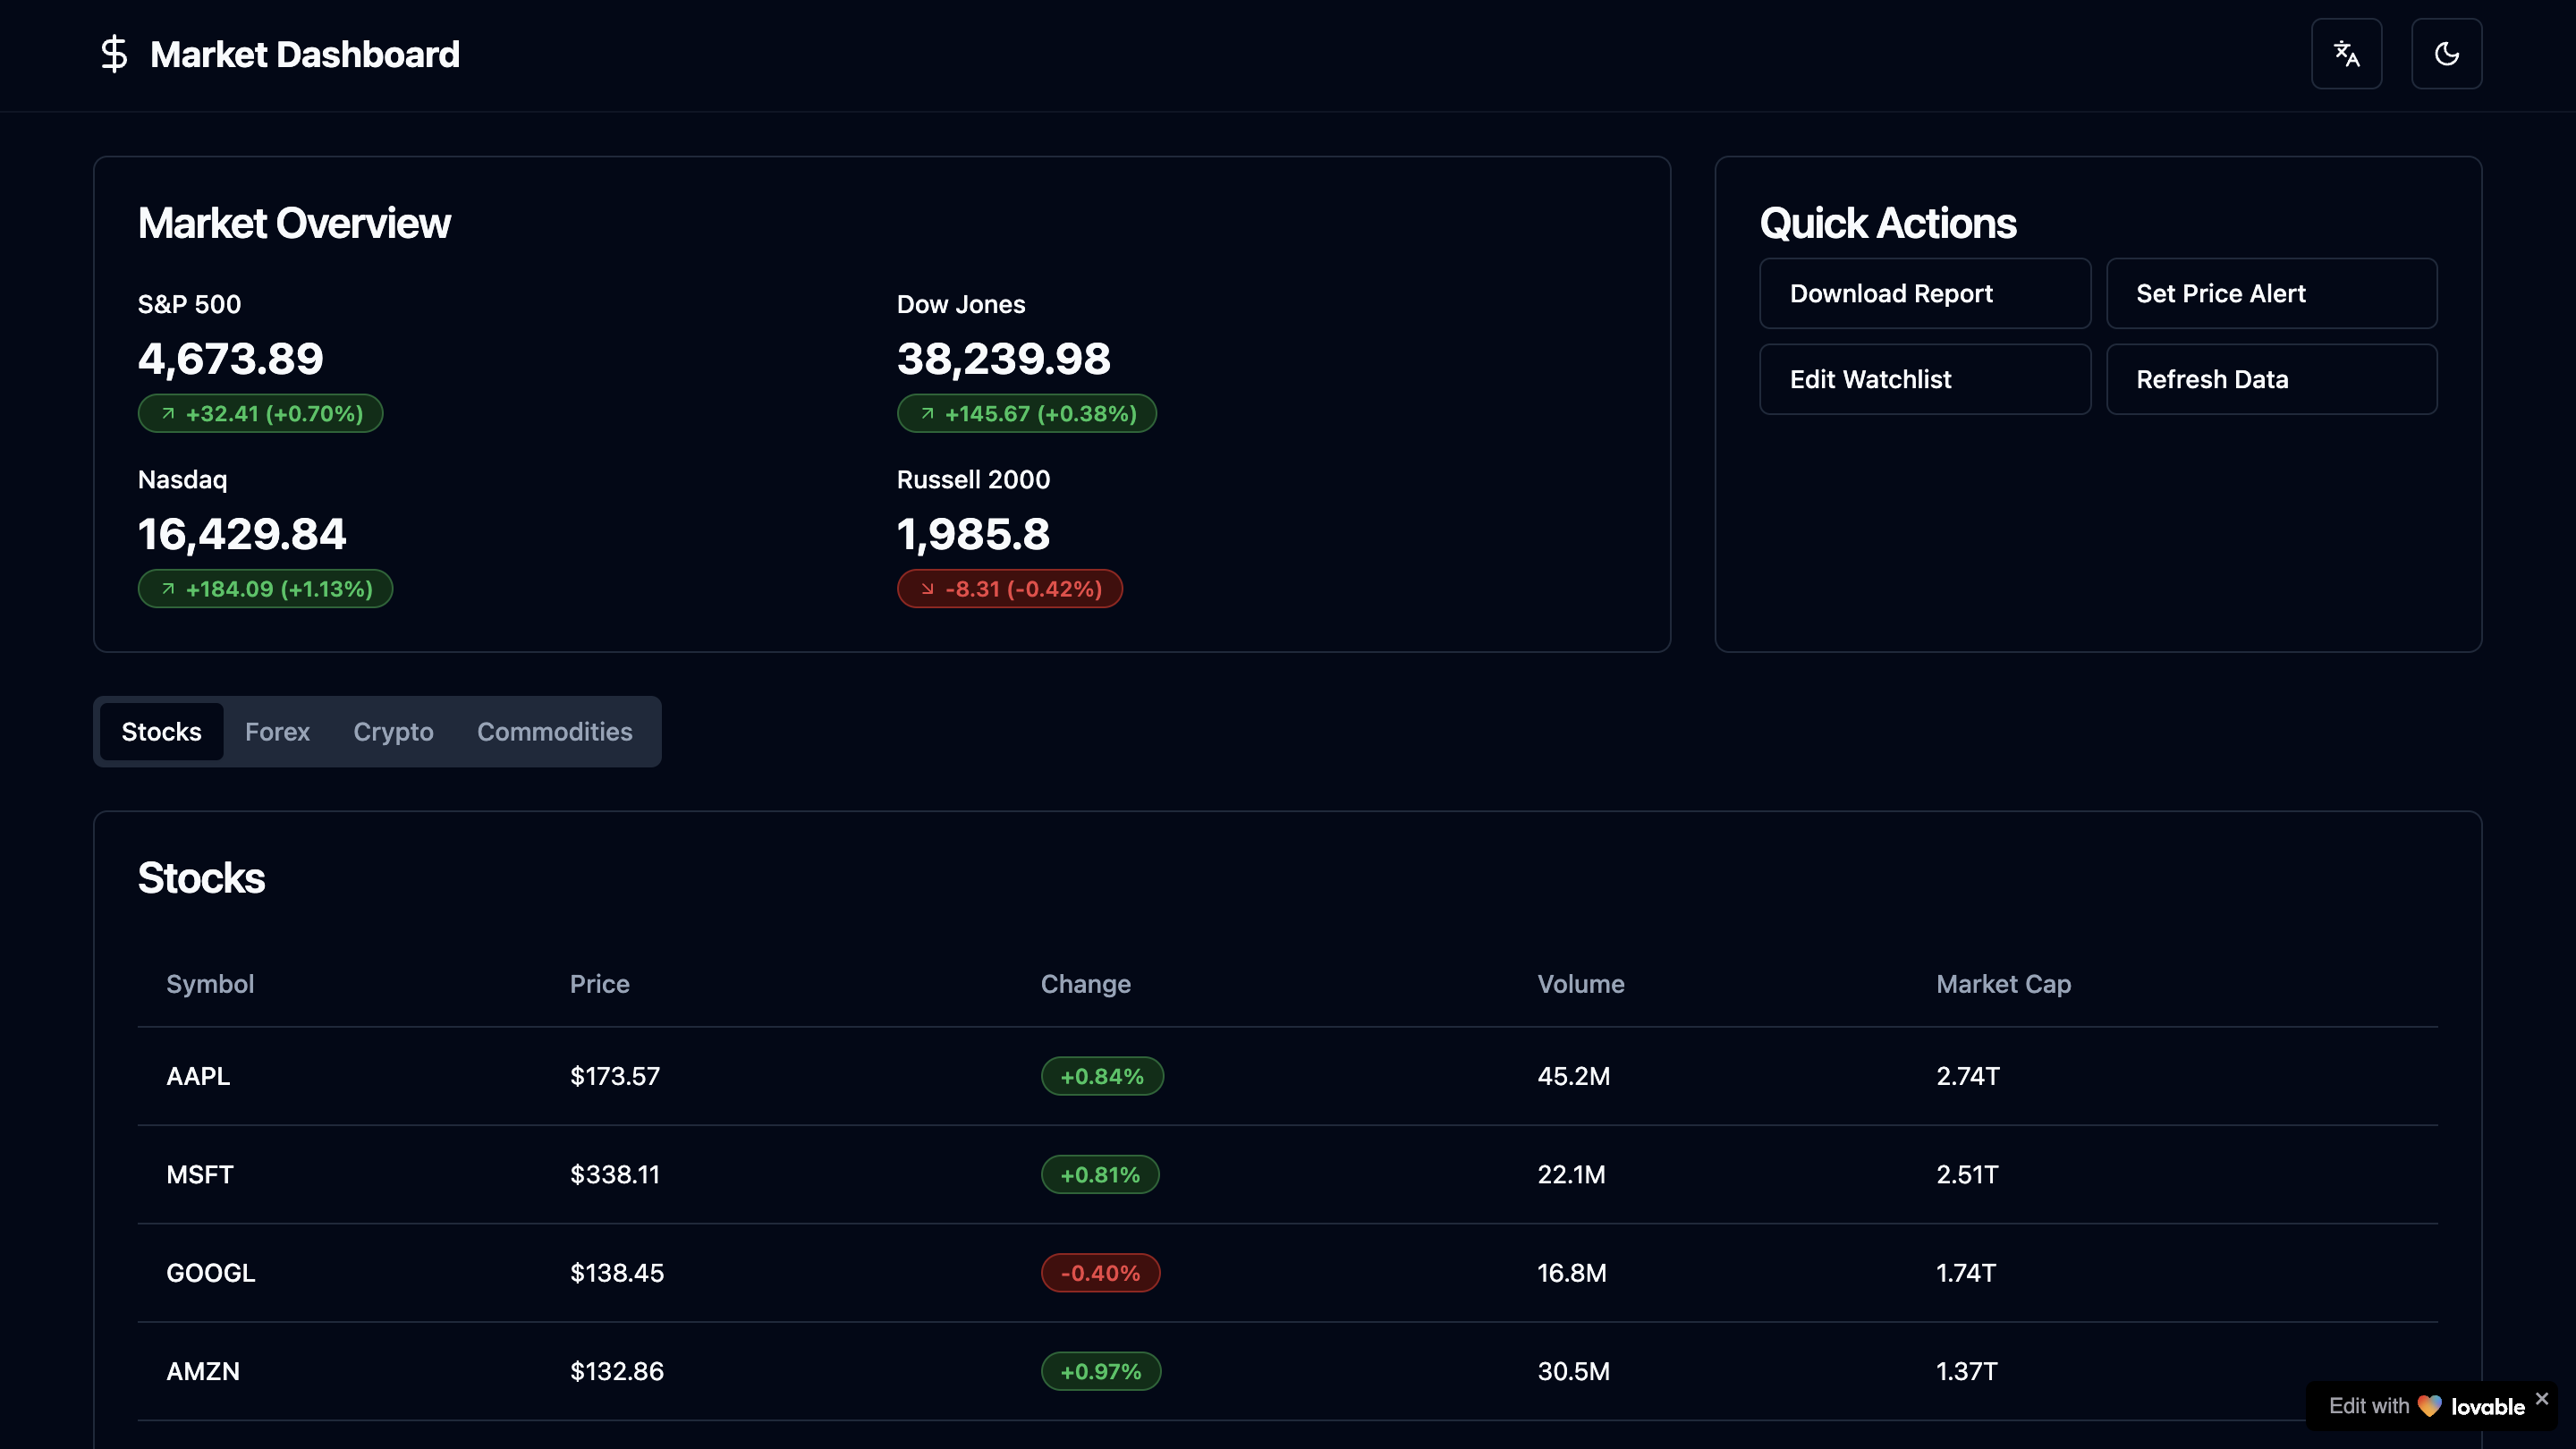 Market Dashboard
Market Overview
S&P 500
4,673.89
+32.41 (+0.70%)
Dow Jones
38,239.98
+145.67 (+0.38%)
Nasdaq
16,429.84
+184.09 (+1.13%)
Russell 2000
1,985.8
-8.31 (-0.42%)
Quick Actions
Download Report
Set Price Alert
Edit Watchlist
Refresh Data
Stocks Forex Crypto Commodities
Stocks
Symbol Price Change Volume Market Cap
AAPL $173.57 +0.84% 45.2M 2.74T
MSFT $338.11 +0.81% 22.1M 2.51T
GOOGL $138.45 -0.40% 16.8M 1.74T
AMZN $132.86 +0.97% 30.5M 1.37T
Edit with lovable